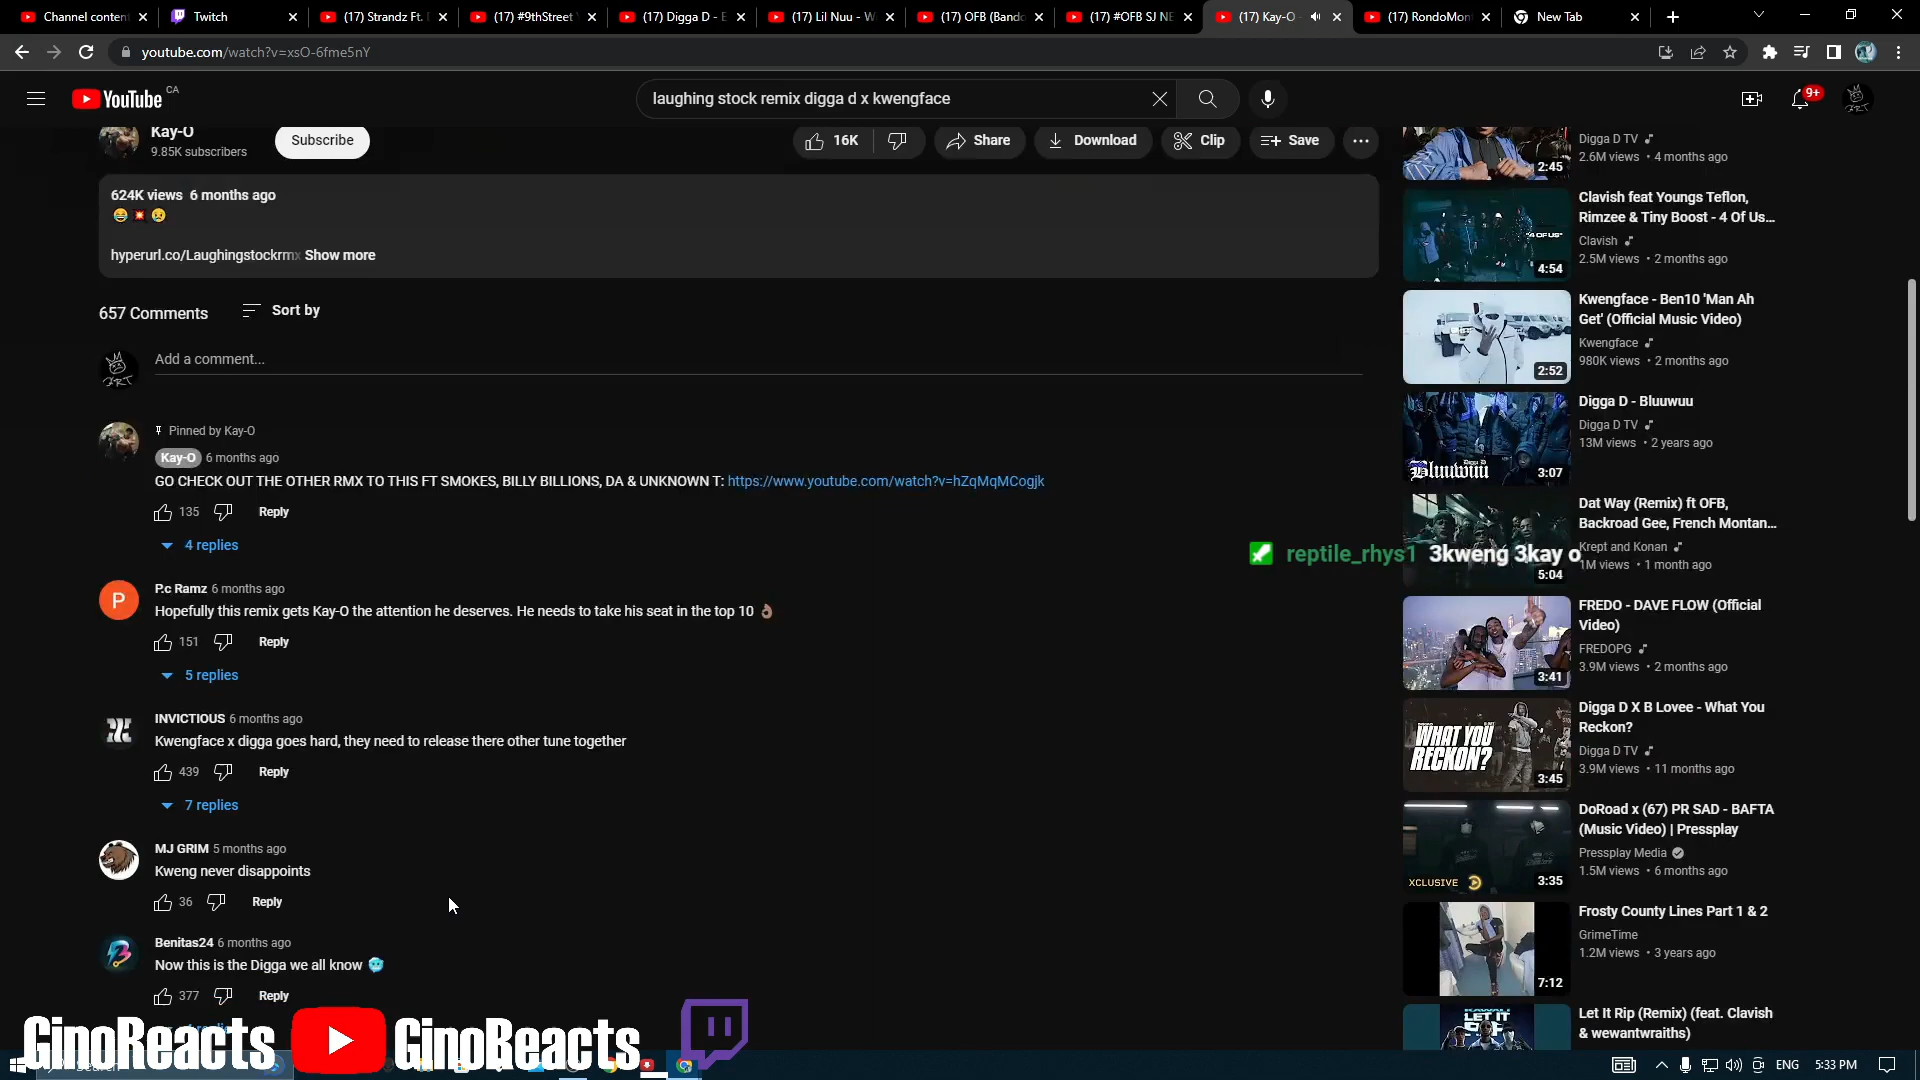 Channel content
Twitch
(17) Strandz Ft.
(17) #9thStreet
(17) Digga D - E
(17) Lil Nuu - W
(17) OFB (Bando
(17) #OFB SJ NE
(17) Kay-O
(17) RondoMon
New Tab
youtube.com/watch?v=xsO-6fme5nY
YouTube CA
laughing stock remix digga d x kwengface
9+
Kay-O
9.85K subscribers
Subscribe
16K
Share
Download
Clip
Save
624K views 6 months ago
😂 💥 😢
hyperurl.co/Laughingstockrmx Show more
657 Comments
Sort by
Add a comment...
Pinned by Kay-O
Kay-O 6 months ago
GO CHECK OUT THE OTHER RMX TO THIS FT SMOKES, BILLY BILLIONS, DA & UNKNOWN T: https://www.youtube.com/watch?v=hZqMqMCogjk
135 Reply
4 replies
P.c Ramz 6 months ago
Hopefully this remix gets Kay-O the attention he deserves. He needs to take his seat in the top 10 👌🏾
151 Reply
5 replies
INVICTIOUS 6 months ago
Kwengface x digga goes hard, they need to release there other tune together
439 Reply
7 replies
MJ GRIM 5 months ago
Kweng never disappoints
36 Reply
Benitas24 6 months ago
Now this is the Digga we all know 🥶
377 Reply
reptile_rhys1 3kweng 3kay o
Digga D TV
2.6M views • 4 months ago
2:45
Clavish feat Youngs Teflon,
Rimzee & Tiny Boost - 4 Of Us...
Clavish
2.5M views • 2 months ago
"4 OF US"
4:54
Kwengface - Ben10 'Man Ah
Get' (Official Music Video)
Kwengface
980K views • 2 months ago
2:52
Digga D - Bluuwuu
Digga D TV
13M views • 2 years ago
Bluuwuu
3:07
Dat Way (Remix) ft OFB,
Backroad Gee, French Montan...
Krept and Konan
1M views • 1 month ago
5:04
FREDO - DAVE FLOW (Official
Video)
FREDOPG
3.9M views • 2 months ago
3:41
Digga D X B Lovee - What You
Reckon?
Digga D TV
3.9M views • 11 months ago
WHAT YOU
RECKON?
3:45
DoRoad x (67) PR SAD - BAFTA
(Music Video) | Pressplay
Pressplay Media
1.5M views • 6 months ago
XCLUSIVE
3:35
Frosty County Lines Part 1 & 2
GrimeTime
1.2M views • 3 years ago
7:12
Let It Rip (Remix) (feat. Clavish
& wewantwraiths)
LET IT
GinoReacts
GinoReacts
ENG
5:33 PM